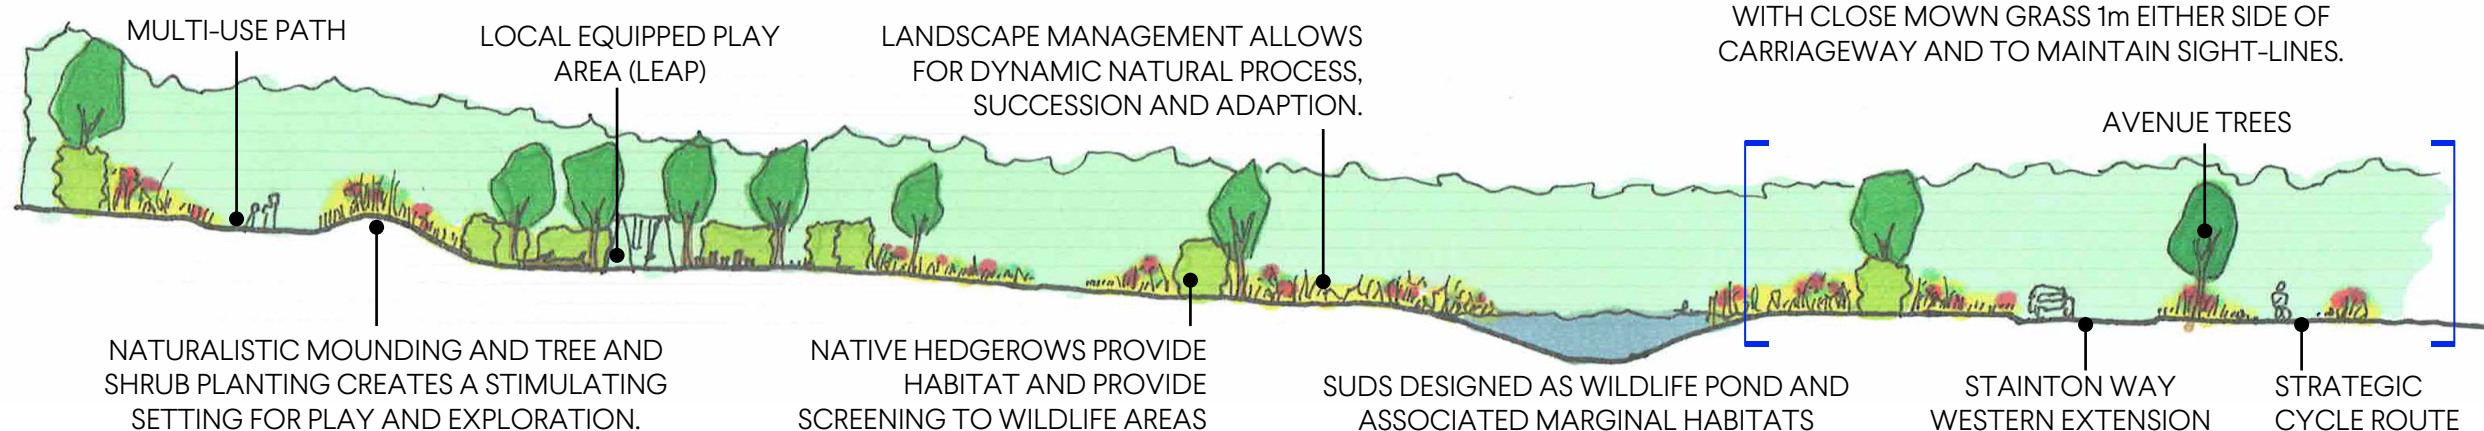 MULTI-USE PATH
LOCAL EQUIPPED PLAY
AREA (LEAP)
LANDSCAPE MANAGEMENT ALLOWS
FOR DYNAMIC NATURAL PROCESS,
SUCCESSION AND ADAPTION.
WITH CLOSE MOWN GRASS 1m EITHER SIDE OF
CARRIAGEWAY AND TO MAINTAIN SIGHT-LINES.
AVENUE TREES
NATURALISTIC MOUNDING AND TREE AND
SHRUB PLANTING CREATES A STIMULATING
SETTING FOR PLAY AND EXPLORATION.
NATIVE HEDGEROWS PROVIDE
HABITAT AND PROVIDE
SCREENING TO WILDLIFE AREAS
SUDS DESIGNED AS WILDLIFE POND AND
ASSOCIATED MARGINAL HABITATS
STAINTON WAY
WESTERN EXTENSION
STRATEGIC
CYCLE ROUTE